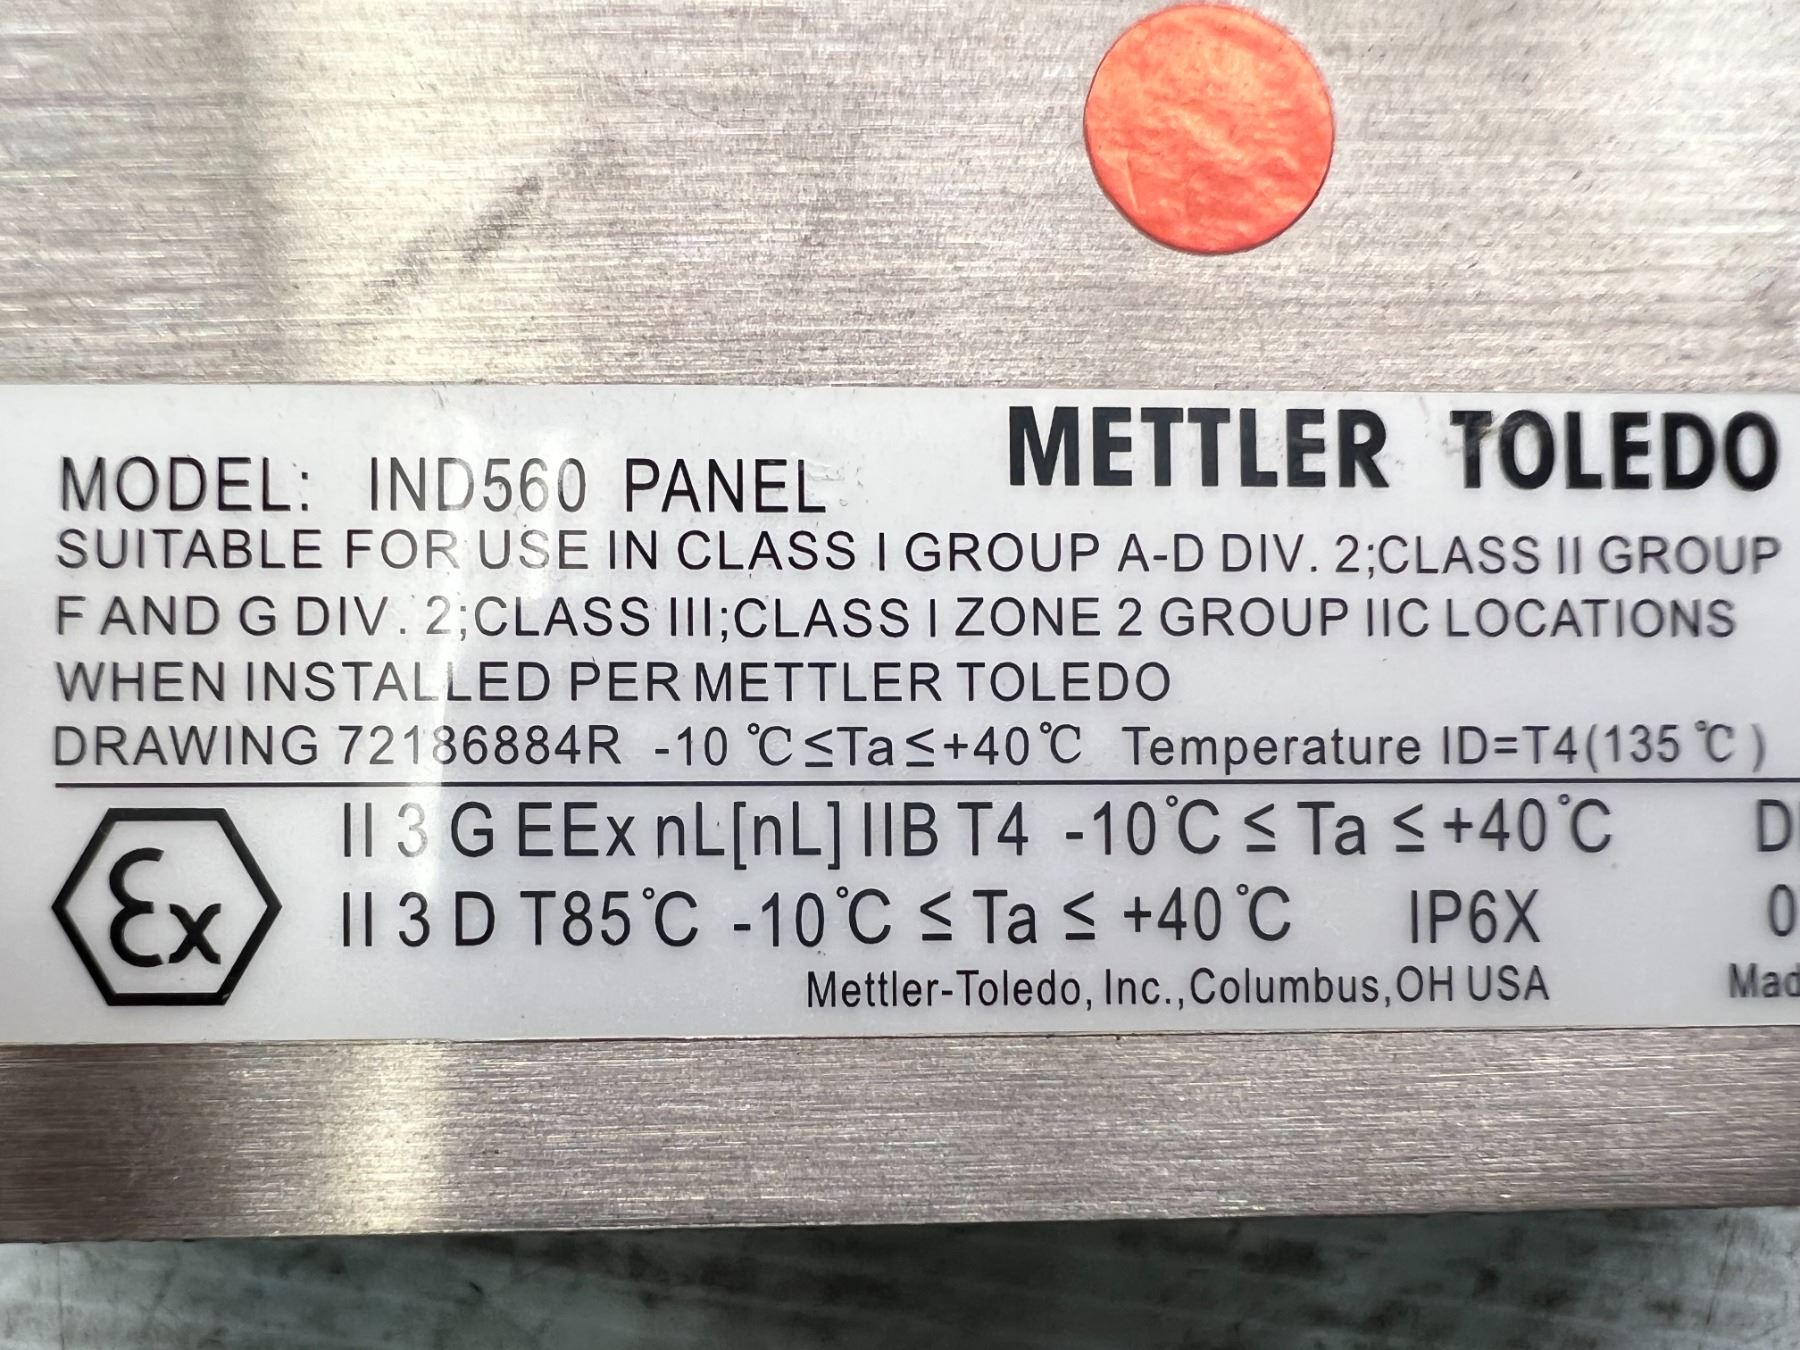 METTLER TOLEDO
MODEL: IND560 PANEL
SUITABLE FOR USE IN CLASS I GROUP A-D DIV. 2;CLASS II GROUP
F AND G DIV. 2;CLASS III;CLASS I ZONE 2 GROUP IIC LOCATIONS
WHEN INSTALLED PER METTLER TOLEDO
DRAWING 72186884R -10 °C≤Ta≤+40°C Temperature ID=T4(135°C)
II 3 G EEx nL[nL] IIB T4 -10°C ≤ Ta ≤ +40°C
Ex
II 3 D T85°C -10°C ≤ Ta ≤ +40°C IP6X
Mettler-Toledo, Inc.,Columbus,OH USA